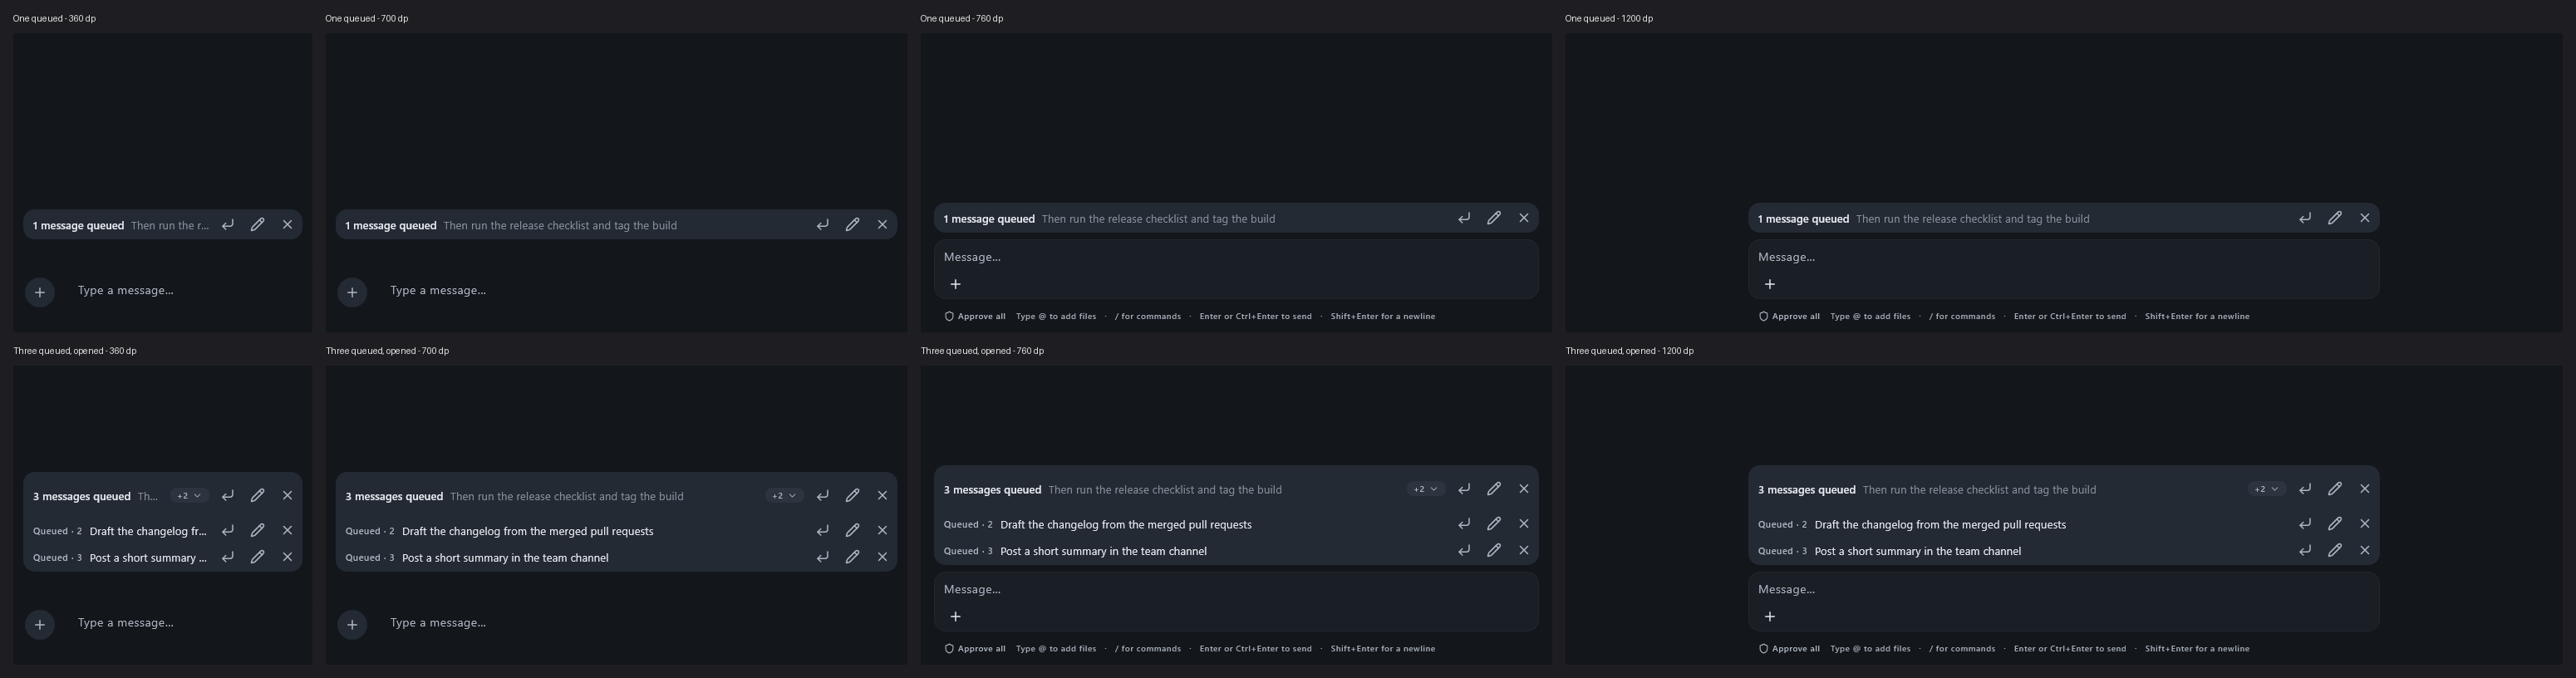 One queued - 360 dp
1 message queued Then run the r...
Type a message...
One queued - 700 dp
1 message queued Then run the release checklist and tag the build
Type a message...
One queued - 760 dp
1 message queued Then run the release checklist and tag the build
Message...
Approve all Type @ to add files · / for commands · Enter or Ctrl+Enter to send · Shift+Enter for a newline
One queued - 1200 dp
1 message queued Then run the release checklist and tag the build
Message...
Approve all Type @ to add files · / for commands · Enter or Ctrl+Enter to send · Shift+Enter for a newline
Three queued, opened - 360 dp
3 messages queued Th... +2
Queued · 2 Draft the changelog fr...
Queued · 3 Post a short summary ...
Type a message...
Three queued, opened - 700 dp
3 messages queued Then run the release checklist and tag the build +2
Queued · 2 Draft the changelog from the merged pull requests
Queued · 3 Post a short summary in the team channel
Type a message...
Three queued, opened - 760 dp
3 messages queued Then run the release checklist and tag the build +2
Queued · 2 Draft the changelog from the merged pull requests
Queued · 3 Post a short summary in the team channel
Message...
Approve all Type @ to add files · / for commands · Enter or Ctrl+Enter to send · Shift+Enter for a newline
Three queued, opened - 1200 dp
3 messages queued Then run the release checklist and tag the build +2
Queued · 2 Draft the changelog from the merged pull requests
Queued · 3 Post a short summary in the team channel
Message...
Approve all Type @ to add files · / for commands · Enter or Ctrl+Enter to send · Shift+Enter for a newline